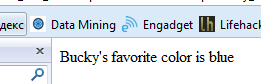 декс Data Mining Engadget Lifehack
Bucky's favorite color is blue